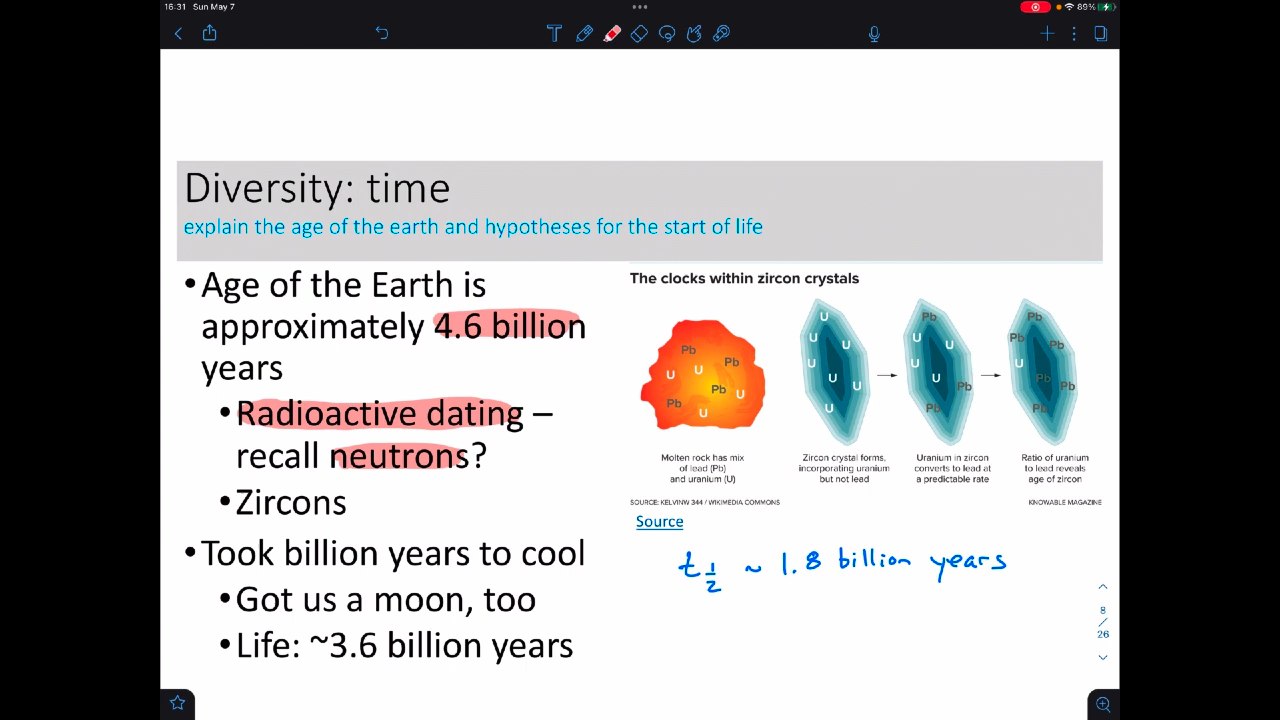 16:31 Sun May 7
89%
Diversity: time
explain the age of the earth and hypotheses for the start of life
•Age of the Earth is
approximately 4.6 billion
years
•Radioactive dating –
recall neutrons?
•Zircons
•Took billion years to cool
•Got us a moon, too
•Life: ~3.6 billion years
The clocks within zircon crystals
Pb
Pb
U
U
Pb
U
Pb
U
U
U
U
U
U
U
U
Pb
U
U
U
U
Pb
Pb
Pb
Pb
Pb
U
Pb
Pb
Pb
Molten rock has mix
of lead (Pb)
and uranium (U)
Zircon crystal forms,
incorporating uranium
but not lead
Uranium in zircon
converts to lead at
a predictable rate
Ratio of uranium
to lead reveals
age of zircon
SOURCE: KELVINW 344 / WIKIMEDIA COMMONS
KNOWABLE MAGAZINE
Source
t 1/2 ~ 1.8 billion years
8
/
26